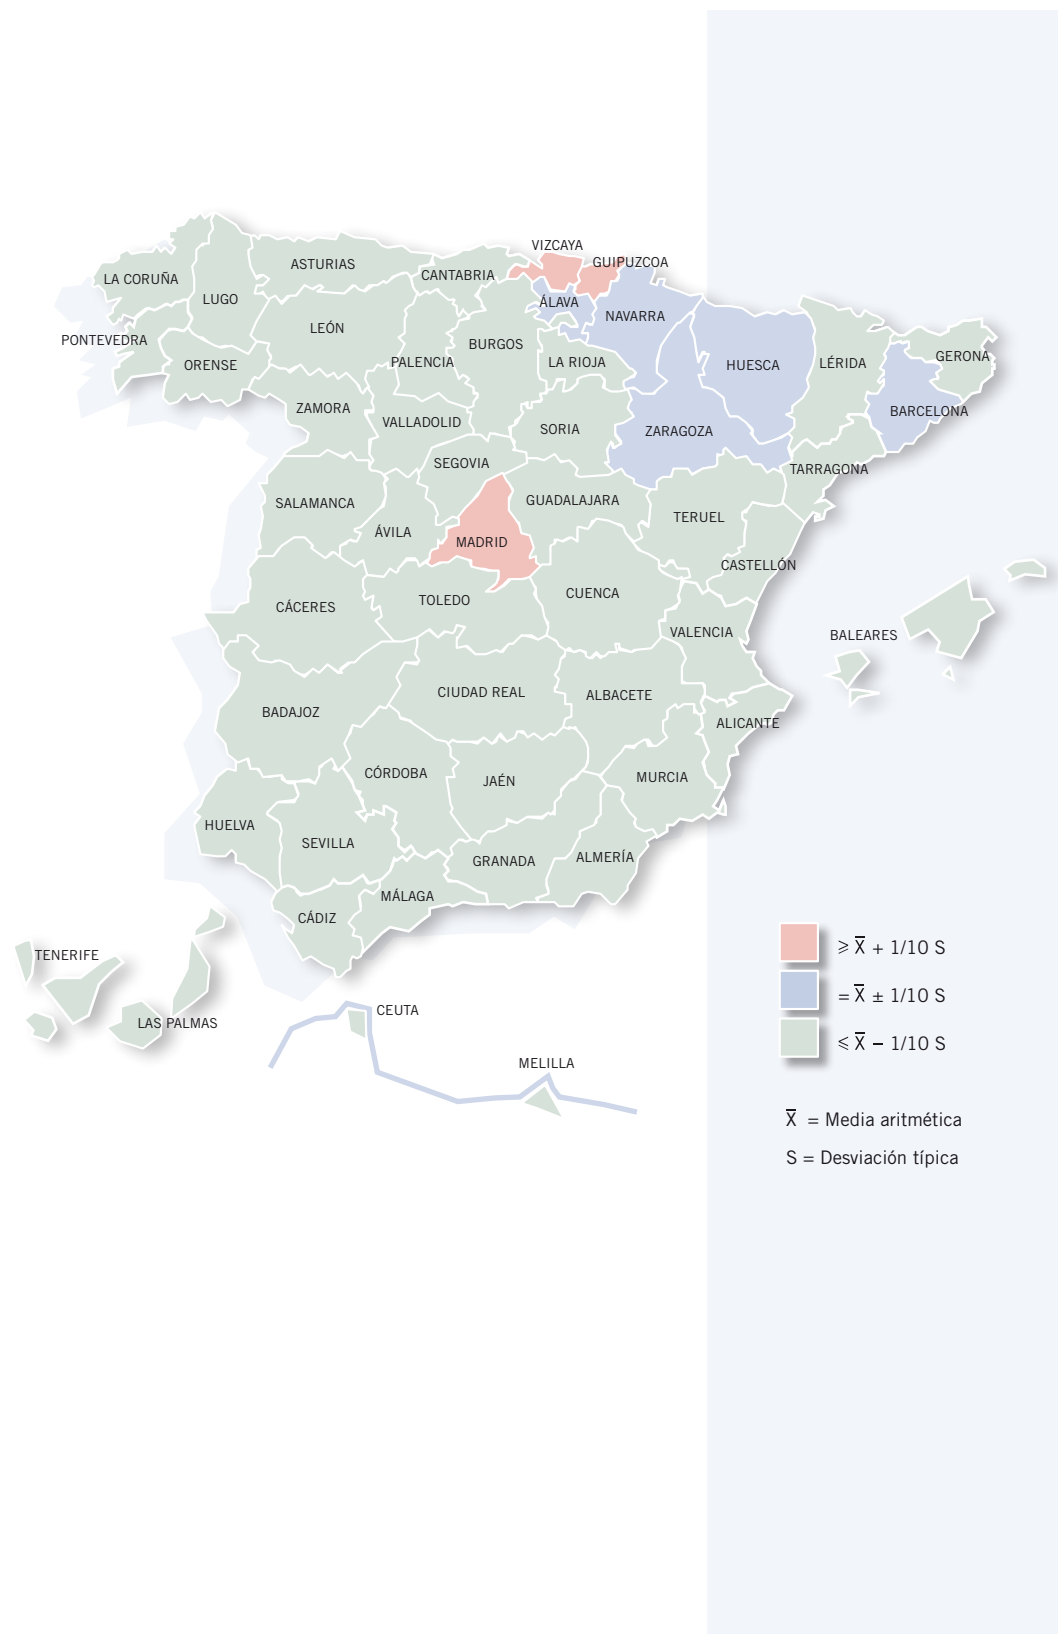 VIZCAYA
GUIPUZCOA
ASTURIAS
CANTABRIA
LA CORUÑA
LUGO
ÁLAVA
NAVARRA
LEÓN
PONTEVEDRA
BURGOS
GERONA
PALENCIA
LA RIOJA
LÉRIDA
ORENSE
HUESCA
ZAMORA
BARCELONA
VALLADOLID
SORIA
ZARAGOZA
SEGOVIA
TARRAGONA
SALAMANCA
GUADALAJARA
TERUEL
ÁVILA
MADRID
CASTELLÓN
CUENCA
TOLEDO
CÁCERES
VALENCIA
BALEARES
CIUDAD REAL
ALBACETE
BADAJOZ
ALICANTE
CÓRDOBA
JAÉN
MURCIA
HUELVA
SEVILLA
GRANADA
ALMERÍA
MÁLAGA
CÁDIZ
TENERIFE
LAS PALMAS
CEUTA
MELILLA
⩾ X̅ + 1/10 S
= X̅ ± 1/10 S
⩽ X̅ – 1/10 S
X̅ = Media aritmética
S = Desviación típica